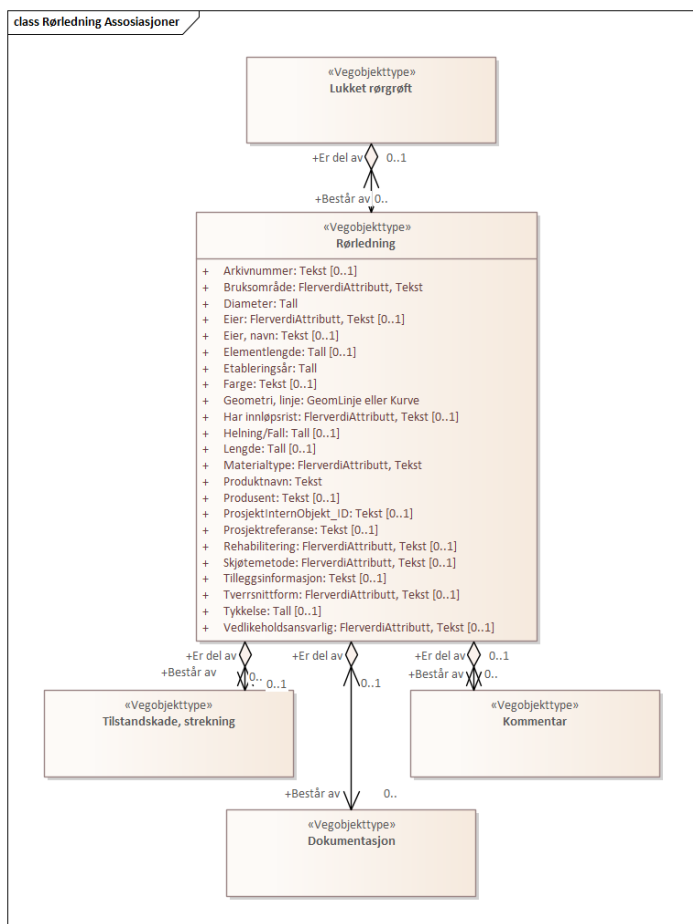 class Rørledning Assosiasjoner
«Vegobjekttype»
Lukket rørgrøft
+Er del av 0..1
+Består av 0..
«Vegobjekttype»
Rørledning
+ Arkivnummer: Tekst [0..1]
+ Bruksområde: FlerverdiAttributt, Tekst
+ Diameter: Tall
+ Eier: FlerverdiAttributt, Tekst [0..1]
+ Eier, navn: Tekst [0..1]
+ Elementlengde: Tall [0..1]
+ Etableringsår: Tall
+ Farge: Tekst [0..1]
+ Geometri, linje: GeomLinje eller Kurve
+ Har innløpsrist: FlerverdiAttributt, Tekst [0..1]
+ Helning/Fall: Tall [0..1]
+ Lengde: Tall [0..1]
+ Materialtype: FlerverdiAttributt, Tekst
+ Produktnavn: Tekst
+ Produsent: Tekst [0..1]
+ ProsjektInternObjekt_ID: Tekst [0..1]
+ Prosjektreferanse: Tekst [0..1]
+ Rehabilitering: FlerverdiAttributt, Tekst [0..1]
+ Skjøtemetode: FlerverdiAttributt, Tekst [0..1]
+ Tilleggsinformasjon: Tekst [0..1]
+ Tverrsnittform: FlerverdiAttributt, Tekst [0..1]
+ Tykkelse: Tall [0..1]
+ Vedlikeholdsansvarlig: FlerverdiAttributt, Tekst [0..1]
+Er del av +Er del av +Er del av 0..1
+Består av 0.. 0..1 0..1 +Består av 0..
«Vegobjekttype»
Tilstandskade, strekning
«Vegobjekttype»
Kommentar
+Består av 0..
«Vegobjekttype»
Dokumentasjon